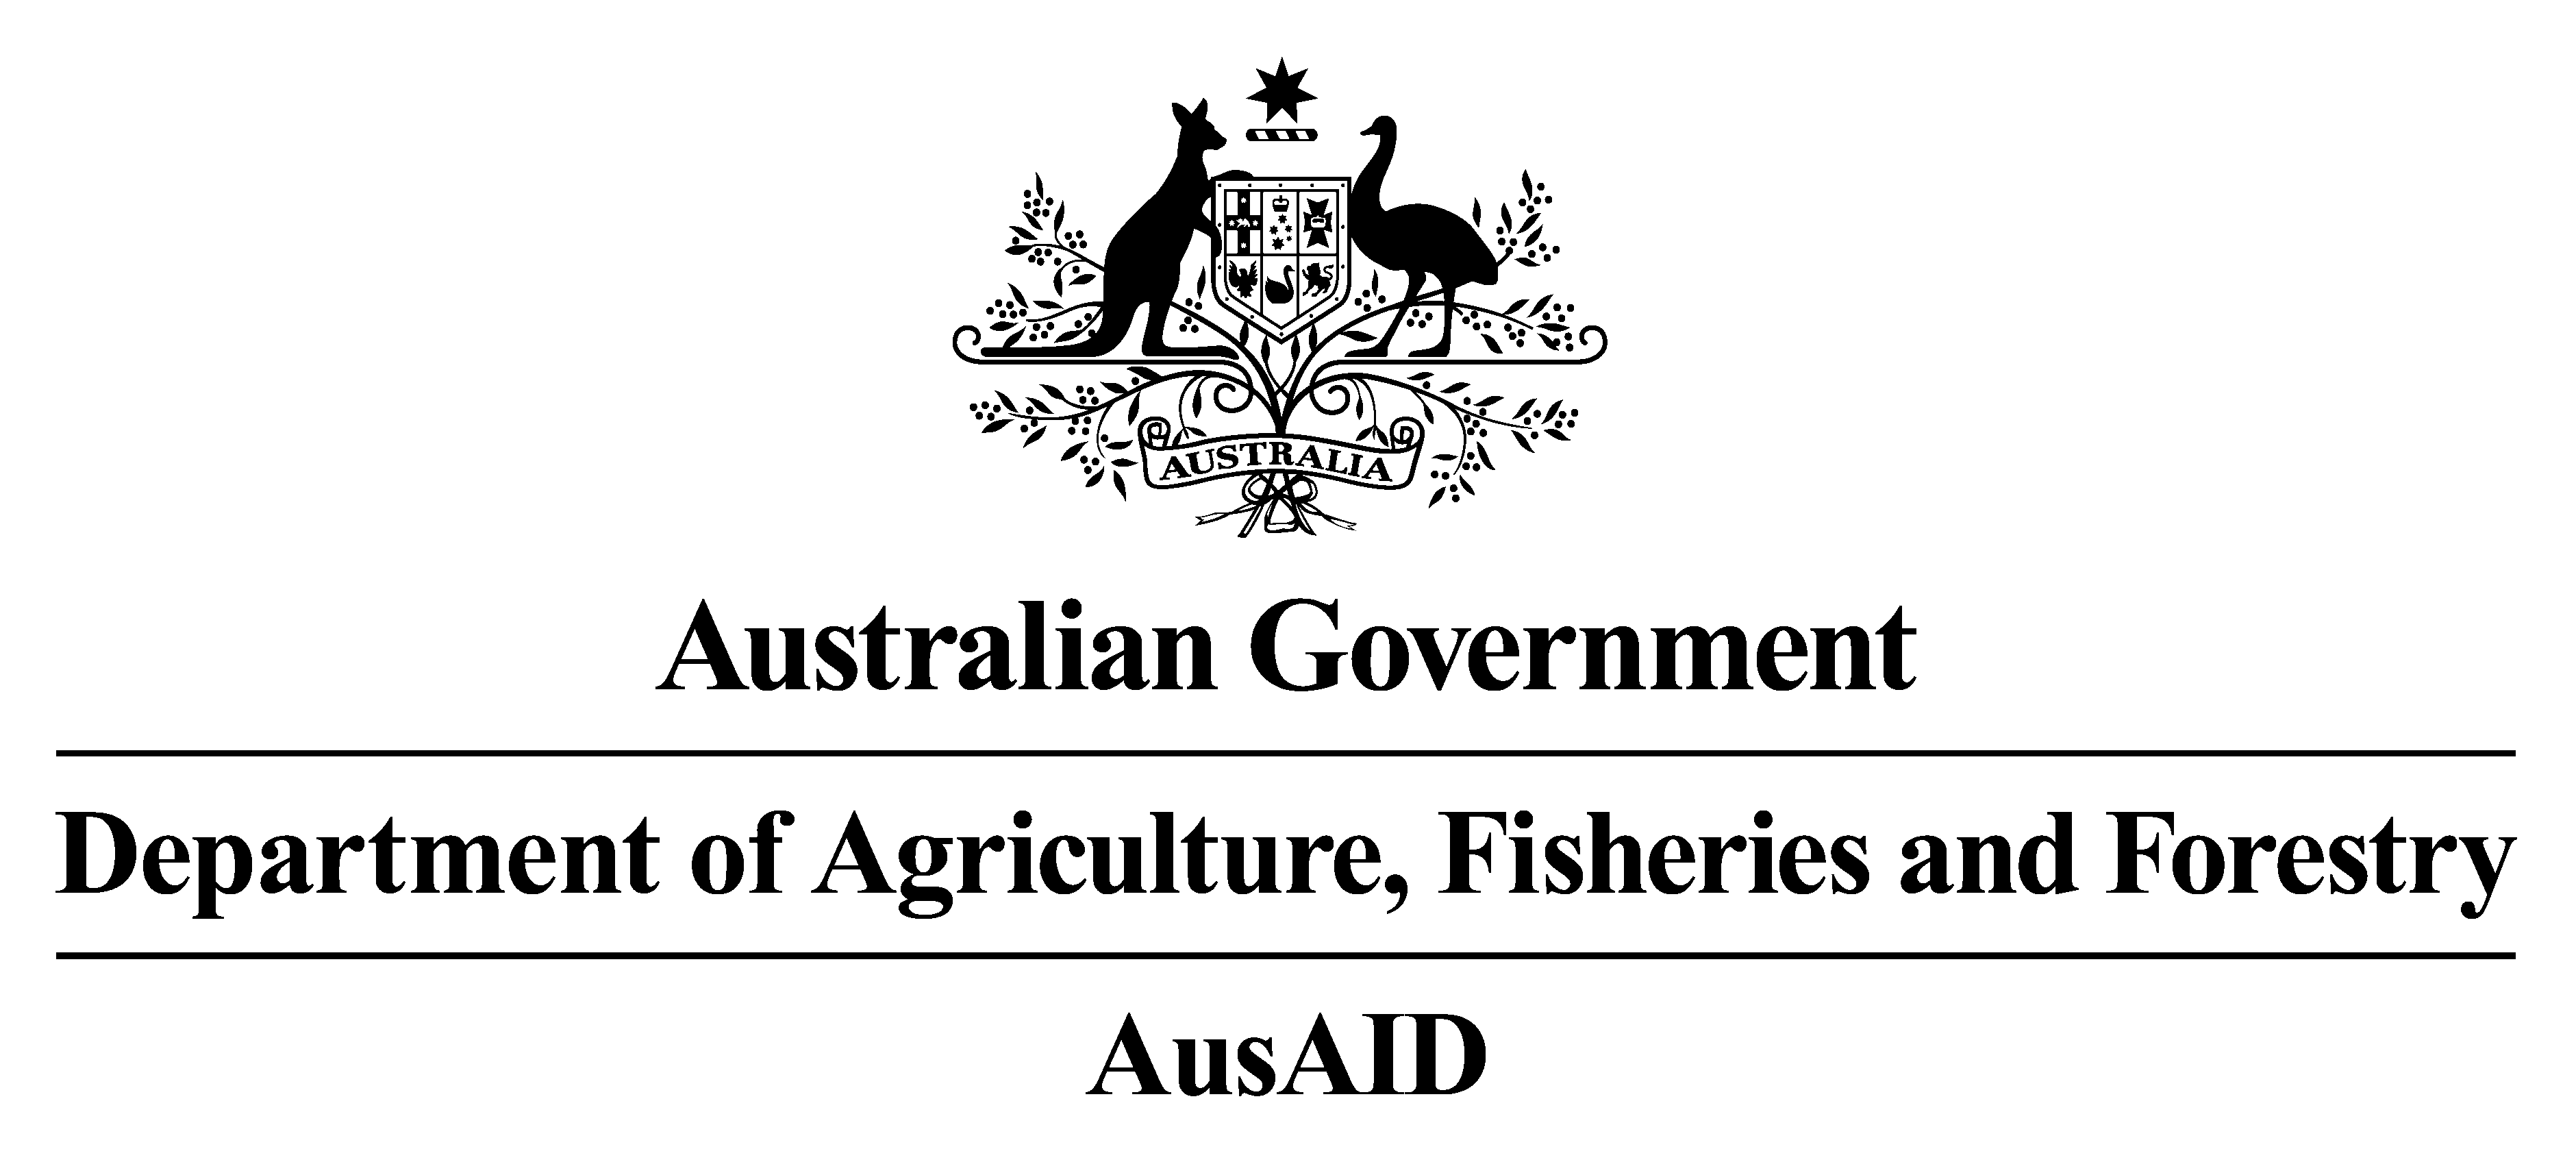 AUSTRALIA
Australian Government
Department of Agriculture, Fisheries and Forestry
AusAID